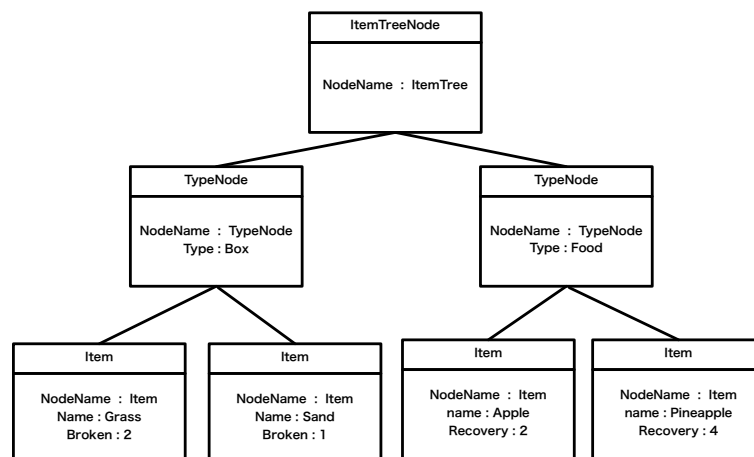 ItemTreeNode
NodeName : ItemTree
TypeNode
NodeName : TypeNode
Type : Box
TypeNode
NodeName : TypeNode
Type : Food
Item
NodeName : Item
Name : Grass
Broken : 2
Item
NodeName : Item
Name : Sand
Broken : 1
Item
NodeName : Item
name : Apple
Recovery : 2
Item
NodeName : Item
name : Pineapple
Recovery : 4